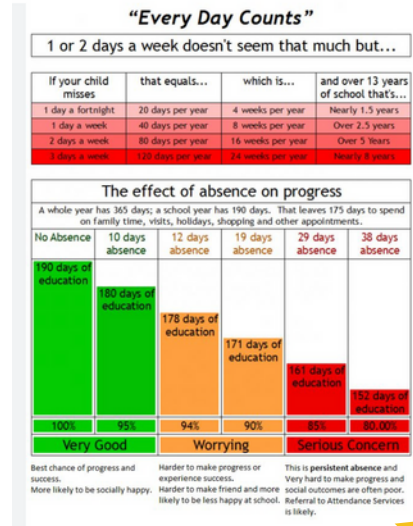 “Every Day Counts”
1 or 2 days a week doesn't seem that much but...
If your child misses that equals... which is... and over 13 years of school that's...
1 day a fortnight 20 days per year 4 weeks per year Nearly 1.5 years
1 day a week 40 days per year 8 weeks per year Over 2.5 years
2 days a week 80 days per year 16 weeks per year Over 5 Years
3 days a week 120 days per year 24 weeks per year Nearly 8 years
The effect of absence on progress
A whole year has 365 days; a school year has 190 days. That leaves 175 days to spend
on family time, visits, holidays, shopping and other appointments.
No Absence 10 days absence 12 days absence 19 days absence 29 days absence 38 days absence
190 days of education
180 days of education
178 days of education
171 days of education
161 days of education
152 days of education
100% 95% 94% 90% 85% 80.00%
Very Good Worrying Serious Concern
Best chance of progress and
success.
More likely to be socially happy.
Harder to make progress or
experience success.
Harder to make friend and more
likely to be less happy at school.
This is persistent absence and
Very hard to make progress and
social outcomes are often poor.
Referral to Attendance Services
is likely.